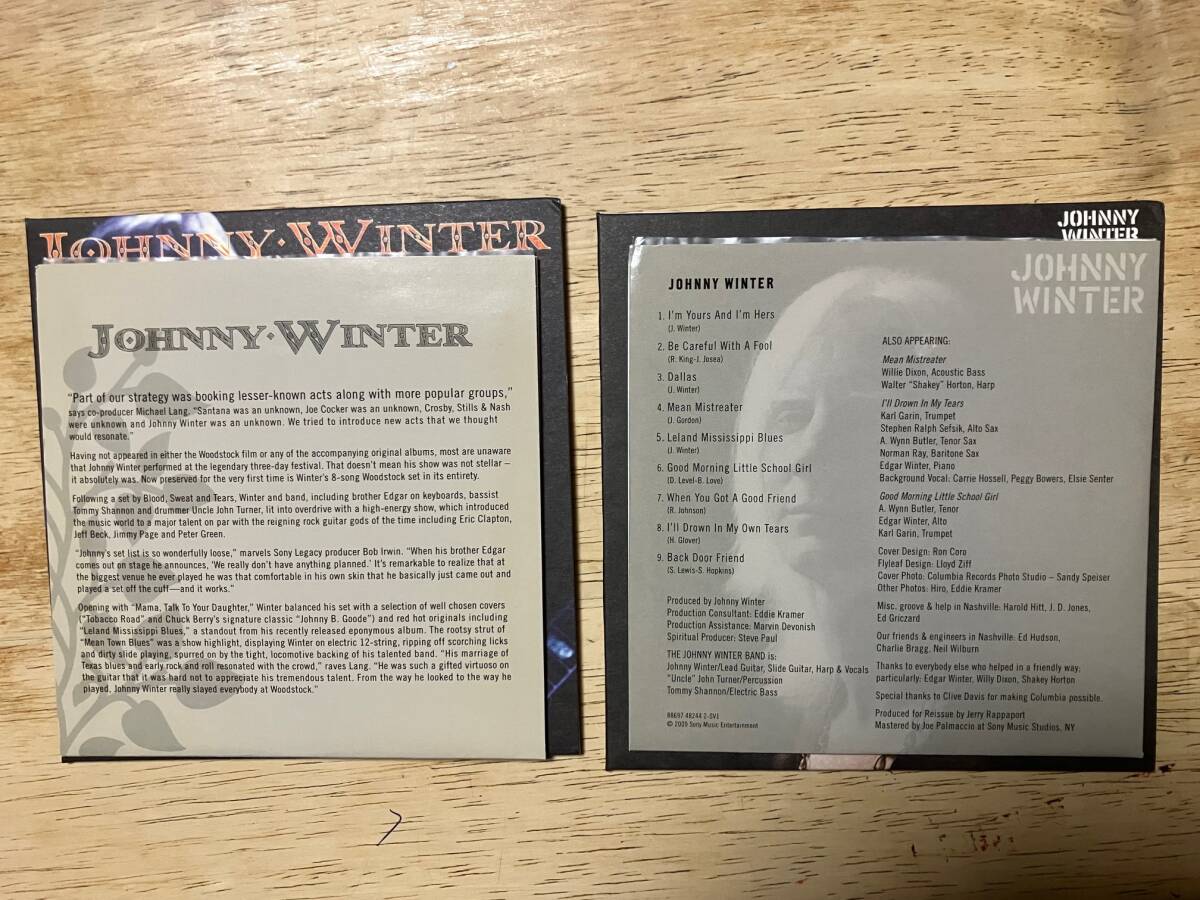 JOHNNY·WINTER
JOHNNY·WINTER
"Part of our strategy was booking lesser-known acts along with more popular groups,"
says co-producer Michael Lang. "Santana was an unknown, Joe Cocker was an unknown, Crosby, Stills & Nash
were unknown and Johnny Winter was an unknown. We tried to introduce new acts that we thought
would resonate."
Having not appeared in either the Woodstock film or any of the accompanying original albums, most are unaware
that Johnny Winter performed at the legendary three-day festival. That doesn't mean his show was not stellar –
it absolutely was. Now preserved for the very first time is Winter's 8-song Woodstock set in its entirety.
Following a set by Blood, Sweat and Tears, Winter and band, including brother Edgar on keyboards, bassist
Tommy Shannon and drummer Uncle John Turner, lit into overdrive with a high-energy show, which introduced
the music world to a major talent on par with the reigning rock guitar gods of the time including Eric Clapton,
Jeff Beck, Jimmy Page and Peter Green.
"Johnny's set list is so wonderfully loose," marvels Sony Legacy producer Bob Irwin. "When his brother Edgar
comes out on stage he announces, 'We really don't have anything planned.' It's remarkable to realize that at
the biggest venue he ever played he was that comfortable in his own skin that he basically just came out and
played a set off the cuff—and it works."
Opening with "Mama, Talk To Your Daughter," Winter balanced his set with a selection of well chosen covers
("Tobacco Road" and Chuck Berry's signature classic "Johnny B. Goode") and red hot originals including
"Leland Mississippi Blues," a standout from his recently released eponymous album. The rootsy strut of
"Mean Town Blues" was a show highlight, displaying Winter on electric 12-string, ripping off scorching licks
and dirty slide playing, spurred on by the tight, locomotive backing of his talented band. "His marriage of
Texas blues and early rock and roll resonated with the crowd," raves Lang. "He was such a gifted virtuoso on
the guitar that it was hard not to appreciate his tremendous talent. From the way he looked to the way he
played, Johnny Winter really slayed everybody at Woodstock."
JOHNNY
WINTER
JOHNNY
WINTER
JOHNNY WINTER
1. I'm Yours And I'm Hers
(J. Winter)
2. Be Careful With A Fool
(R. King-J. Josea)
3. Dallas
(J. Winter)
4. Mean Mistreater
(J. Gordon)
5. Leland Mississippi Blues
(J. Winter)
6. Good Morning Little School Girl
(D. Level-B. Love)
7. When You Got A Good Friend
(R. Johnson)
8. I'll Drown In My Own Tears
(H. Glover)
9. Back Door Friend
(S. Lewis-S. Hopkins)
Produced by Johnny Winter
Production Consultant: Eddie Kramer
Production Assistance: Marvin Devonish
Spiritual Producer: Steve Paul
THE JOHNNY WINTER BAND is:
Johnny Winter/Lead Guitar, Slide Guitar, Harp & Vocals
"Uncle" John Turner/Percussion
Tommy Shannon/Electric Bass
88697 48244 2-SV1
© 2009 Sony Music Entertainment
ALSO APPEARING:
Mean Mistreater
Willie Dixon, Acoustic Bass
Walter "Shakey" Horton, Harp
I'll Drown In My Tears
Karl Garin, Trumpet
Stephen Ralph Sefsik, Alto Sax
A. Wynn Butler, Tenor Sax
Norman Ray, Baritone Sax
Edgar Winter, Piano
Background Vocal: Carrie Hossell, Peggy Bowers, Elsie Senter
Good Morning Little School Girl
A. Wynn Butler, Tenor
Edgar Winter, Alto
Karl Garin, Trumpet
Cover Design: Ron Coro
Flyleaf Design: Lloyd Ziff
Cover Photo: Columbia Records Photo Studio – Sandy Speiser
Other Photos: Hiro, Eddie Kramer
Misc. groove & help in Nashville: Harold Hitt, J. D. Jones,
Ed Griczard
Our friends & engineers in Nashville: Ed Hudson,
Charlie Bragg, Neil Wilburn
Thanks to everybody else who helped in a friendly way:
particularly: Edgar Winter, Willy Dixon, Shakey Horton
Special thanks to Clive Davis for making Columbia possible.
Produced for Reissue by Jerry Rappaport
Mastered by Joe Palmaccio at Sony Music Studios, NY